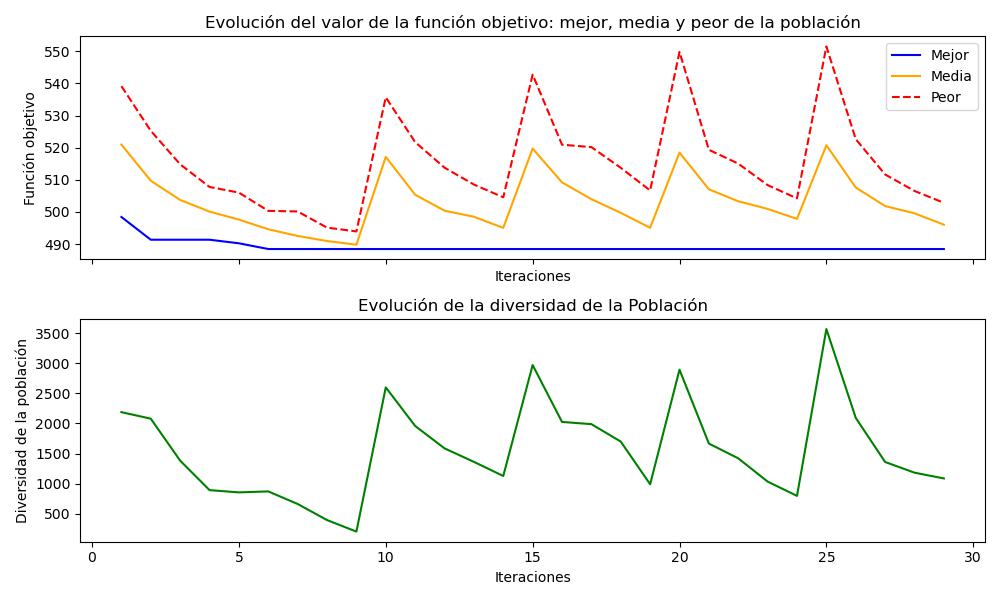 Evolución del valor de la función objetivo: mejor, media y peor de la población
Función objetivo
550
540
530
520
510
500
490
Mejor
Media
Peor
Iteraciones
Evolución de la diversidad de la Población
Diversidad de la población
3500
3000
2500
2000
1500
1000
500
0 5 10 15 20 25 30
Iteraciones